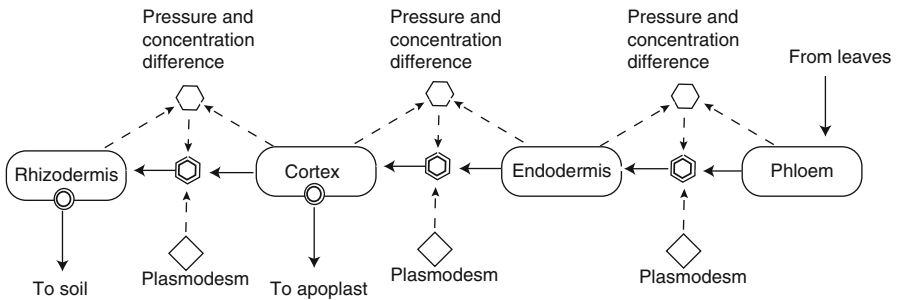 Pressure and
concentration
difference
Pressure and
concentration
difference
Pressure and
concentration
difference
From leaves
Rhizodermis
Cortex
Endodermis
Phloem
To soil
Plasmodesm
To apoplast
Plasmodesm
Plasmodesm